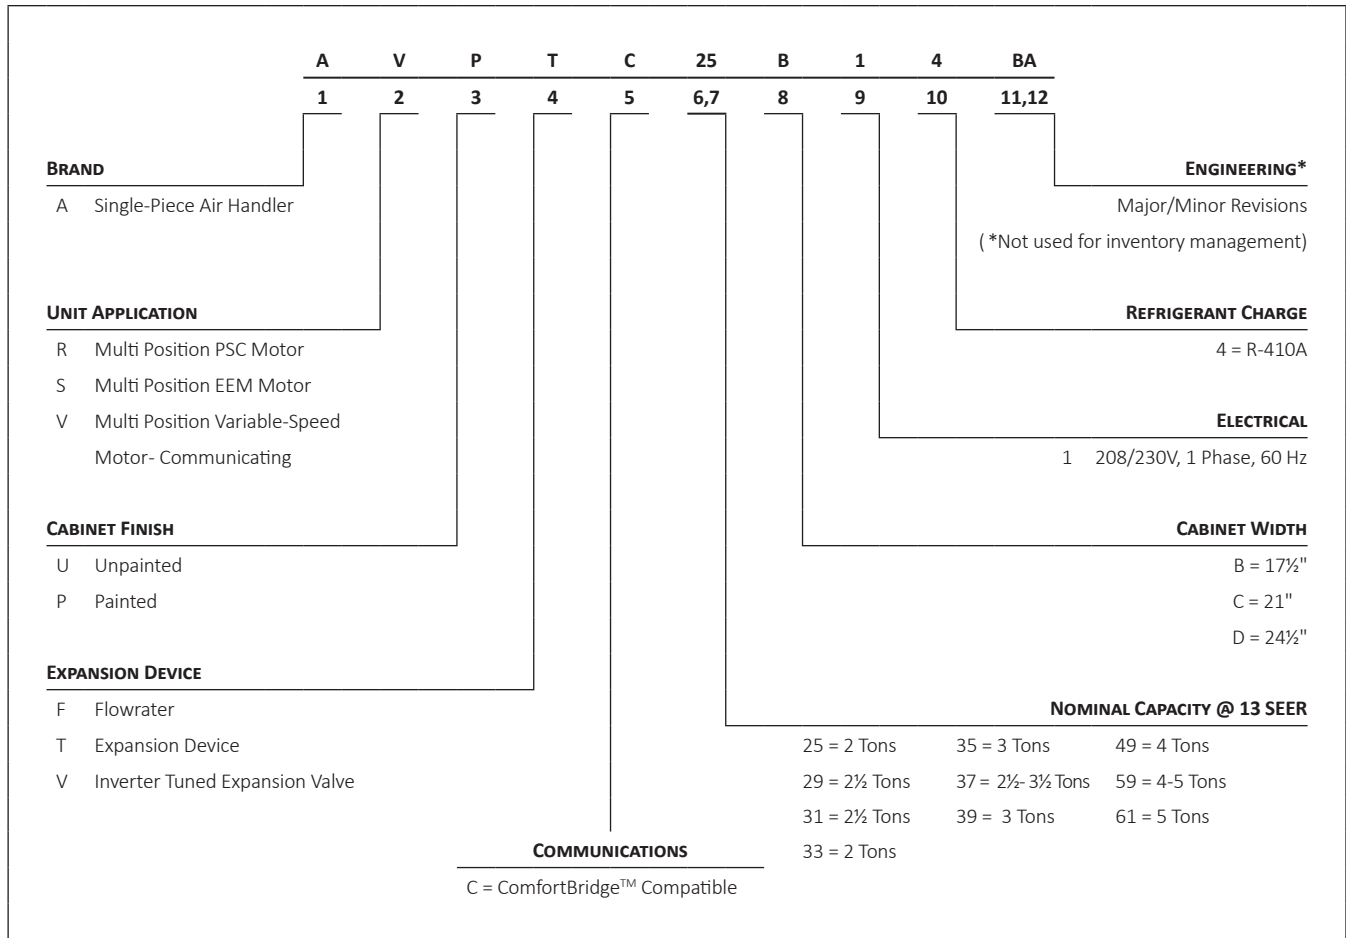 A V P T C 25 B 1 4 BA
1 2 3 4 5 6,7 8 9 10 11,12
BRAND
A Single-Piece Air Handler
UNIT APPLICATION
R Multi Position PSC Motor
S Multi Position EEM Motor
V Multi Position Variable-Speed
Motor- Communicating
CABINET FINISH
U Unpainted
P Painted
EXPANSION DEVICE
F Flowrater
T Expansion Device
V Inverter Tuned Expansion Valve
COMMUNICATIONS
C = ComfortBridge™ Compatible
ENGINEERING*
Major/Minor Revisions
( *Not used for inventory management)
REFRIGERANT CHARGE
4 = R-410A
ELECTRICAL
1 208/230V, 1 Phase, 60 Hz
CABINET WIDTH
B = 17½"
C = 21"
D = 24½"
NOMINAL CAPACITY @ 13 SEER
25 = 2 Tons 35 = 3 Tons 49 = 4 Tons
29 = 2½ Tons 37 = 2½- 3½ Tons 59 = 4-5 Tons
31 = 2½ Tons 39 = 3 Tons 61 = 5 Tons
33 = 2 Tons